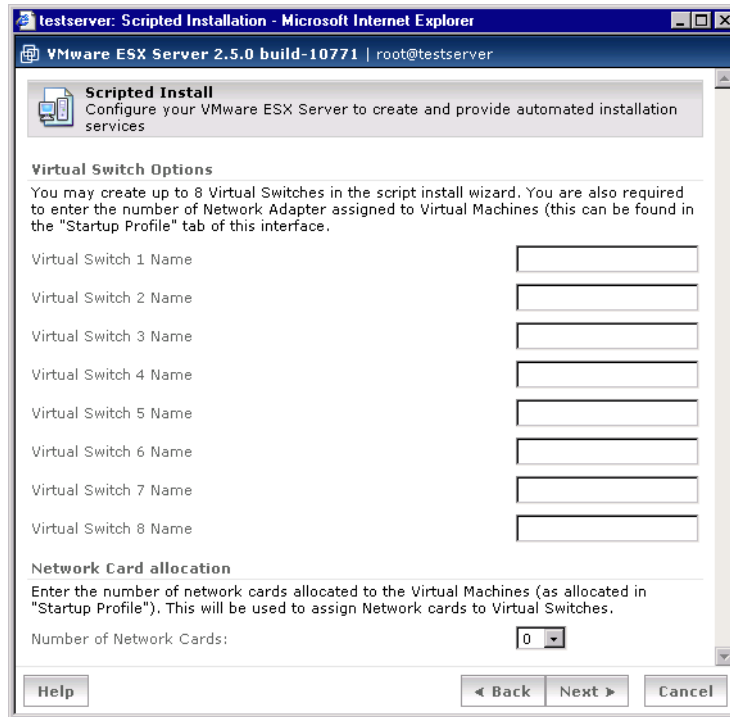 testserver: Scripted Installation - Microsoft Internet Explorer
VMware ESX Server 2.5.0 build-10771 | root@testserver
Scripted Install
Configure your VMware ESX Server to create and provide automated installation
services
Virtual Switch Options
You may create up to 8 Virtual Switches in the script install wizard. You are also required
to enter the number of Network Adapter assigned to Virtual Machines (this can be found in
the "Startup Profile" tab of this interface.
Virtual Switch 1 Name
Virtual Switch 2 Name
Virtual Switch 3 Name
Virtual Switch 4 Name
Virtual Switch 5 Name
Virtual Switch 6 Name
Virtual Switch 7 Name
Virtual Switch 8 Name
Network Card allocation
Enter the number of network cards allocated to the Virtual Machines (as allocated in
"Startup Profile"). This will be used to assign Network cards to Virtual Switches.
Number of Network Cards: 0
Help Back Next Cancel